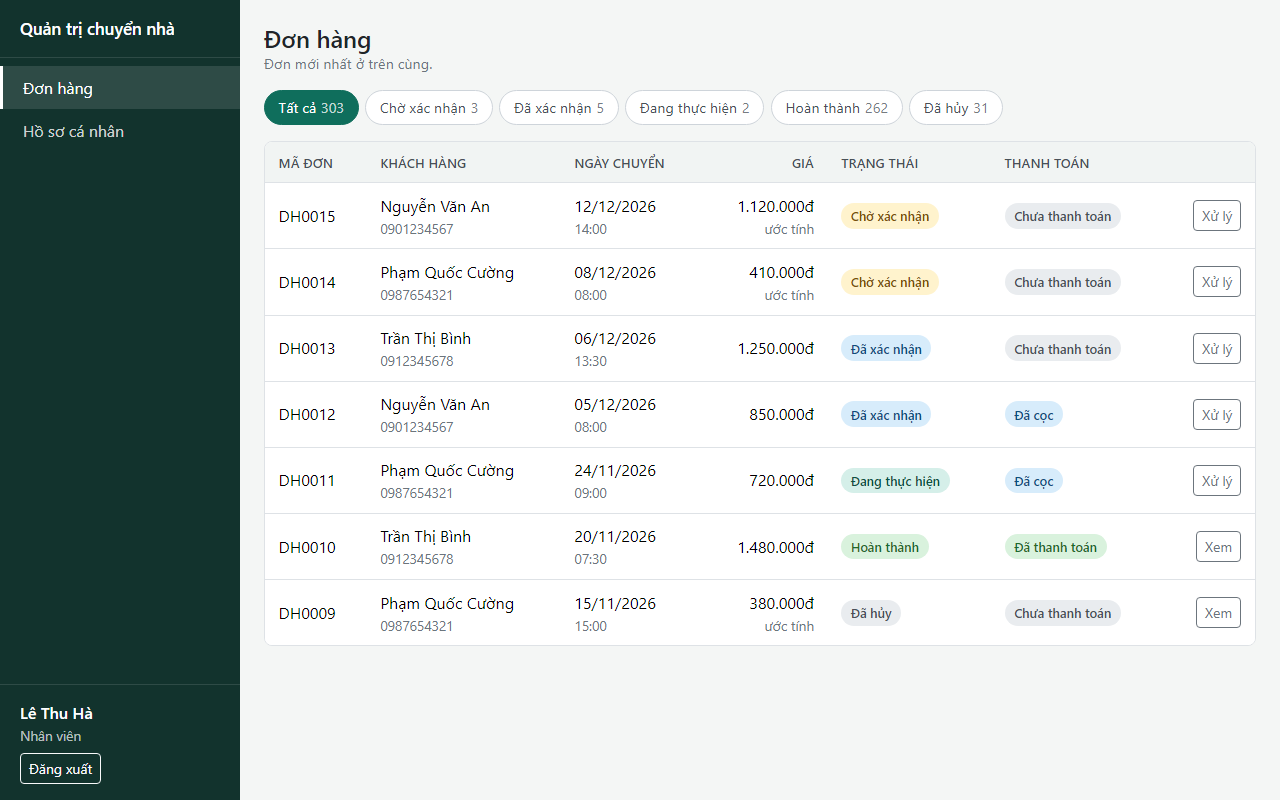 Quản trị chuyển nhà
Đơn hàng
Hồ sơ cá nhân
Lê Thu Hà
Nhân viên
Đăng xuất
Đơn hàng
Đơn mới nhất ở trên cùng.
Tất cả 303 Chờ xác nhận 3 Đã xác nhận 5 Đang thực hiện 2 Hoàn thành 262 Đã hủy 31
MÃ ĐƠN KHÁCH HÀNG NGÀY CHUYỂN GIÁ TRẠNG THÁI THANH TOÁN
DH0015 Nguyễn Văn An 12/12/2026 1.120.000đ Chờ xác nhận Chưa thanh toán Xử lý
0901234567 14:00 ước tính
DH0014 Phạm Quốc Cường 08/12/2026 410.000đ Chờ xác nhận Chưa thanh toán Xử lý
0987654321 08:00 ước tính
DH0013 Trần Thị Bình 06/12/2026 1.250.000đ Đã xác nhận Chưa thanh toán Xử lý
0912345678 13:30
DH0012 Nguyễn Văn An 05/12/2026 850.000đ Đã xác nhận Đã cọc Xử lý
0901234567 08:00
DH0011 Phạm Quốc Cường 24/11/2026 720.000đ Đang thực hiện Đã cọc Xử lý
0987654321 09:00
DH0010 Trần Thị Bình 20/11/2026 1.480.000đ Hoàn thành Đã thanh toán Xem
0912345678 07:30
DH0009 Phạm Quốc Cường 15/11/2026 380.000đ Đã hủy Chưa thanh toán Xem
0987654321 15:00 ước tính